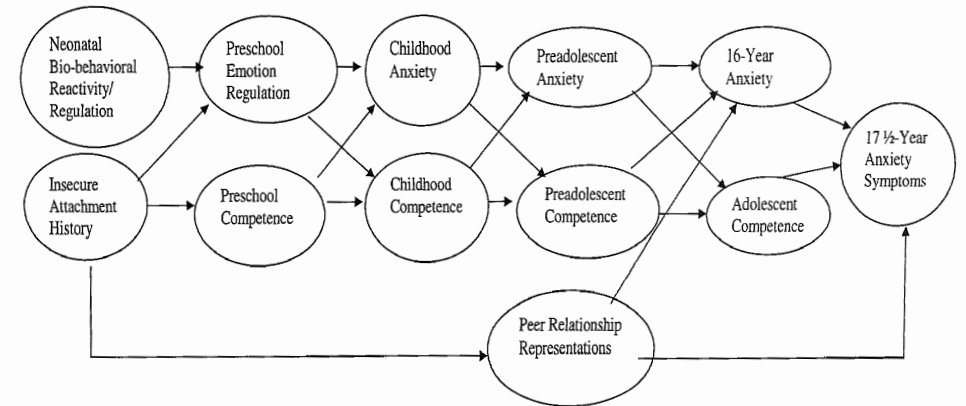 Neonatal
Bio-behavioral
Reactivity/
Regulation
Preschool
Emotion
Regulation
Childhood
Anxiety
Preadolescent
Anxiety
16-Year
Anxiety
17 ½-Year
Anxiety
Symptoms
Insecure
Attachment
History
Preschool
Competence
Childhood
Competence
Preadolescent
Competence
Adolescent
Competence
Peer Relationship
Representations